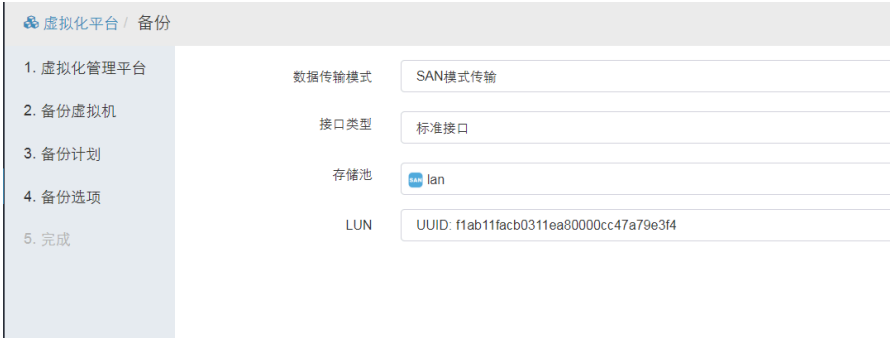 虚拟化平台 / 备份
1. 虚拟化管理平台
2. 备份虚拟机
3. 备份计划
4. 备份选项
5. 完成
数据传输模式 SAN模式传输
接口类型 标准接口
存储池 SAN lan
LUN UUID: f1ab11facb0311ea80000cc47a79e3f4